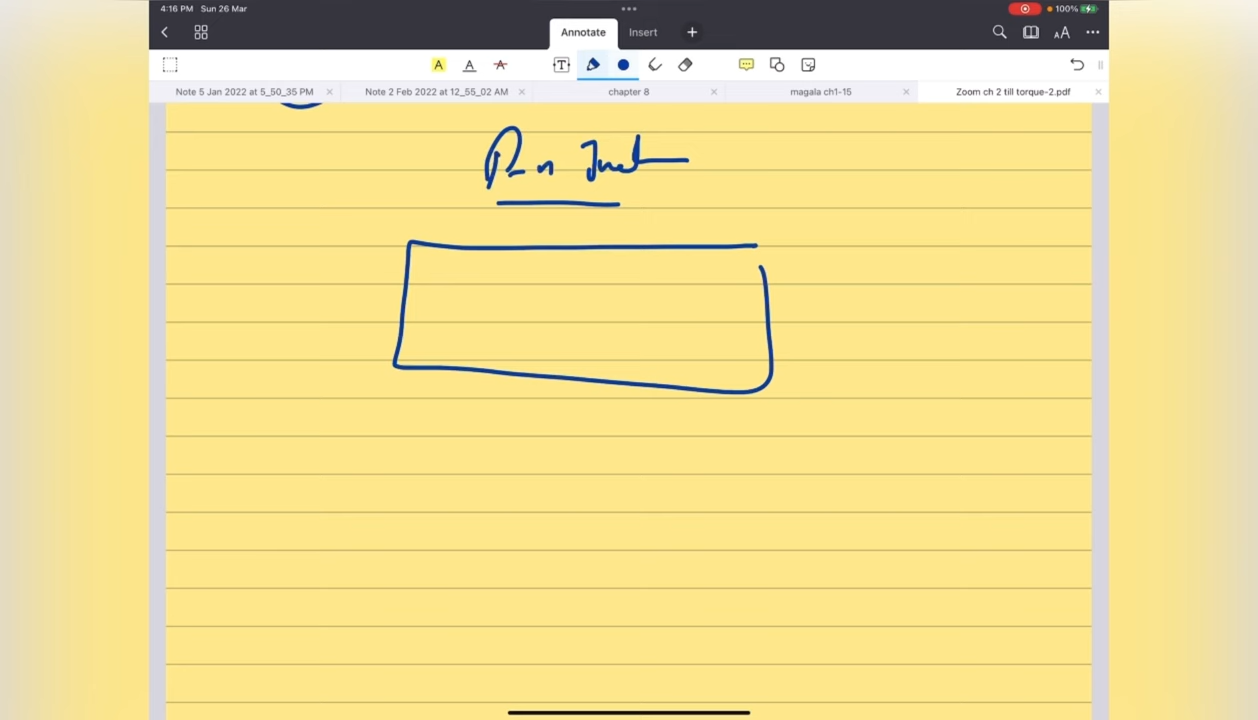 4:16 PM Sun 26 Mar
100%
Annotate Insert
A A A T AA
Note 5 Jan 2022 at 5_50_35 PM
Note 2 Feb 2022 at 12_55_02 AM
chapter 8
magala ch1-15
Zoom ch 2 till torque-2.pdf
P n